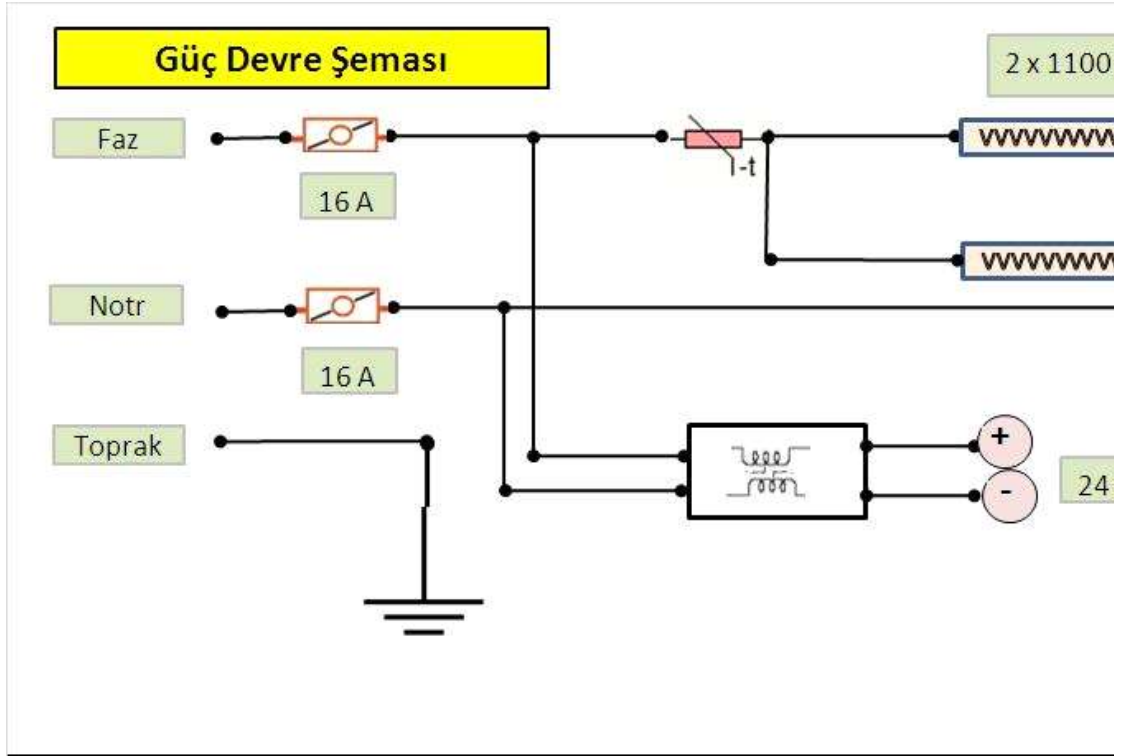 Güç Devre Şeması
2 x 1100
Faz
I-t
16 A
Notr
16 A
Toprak
+
-
24